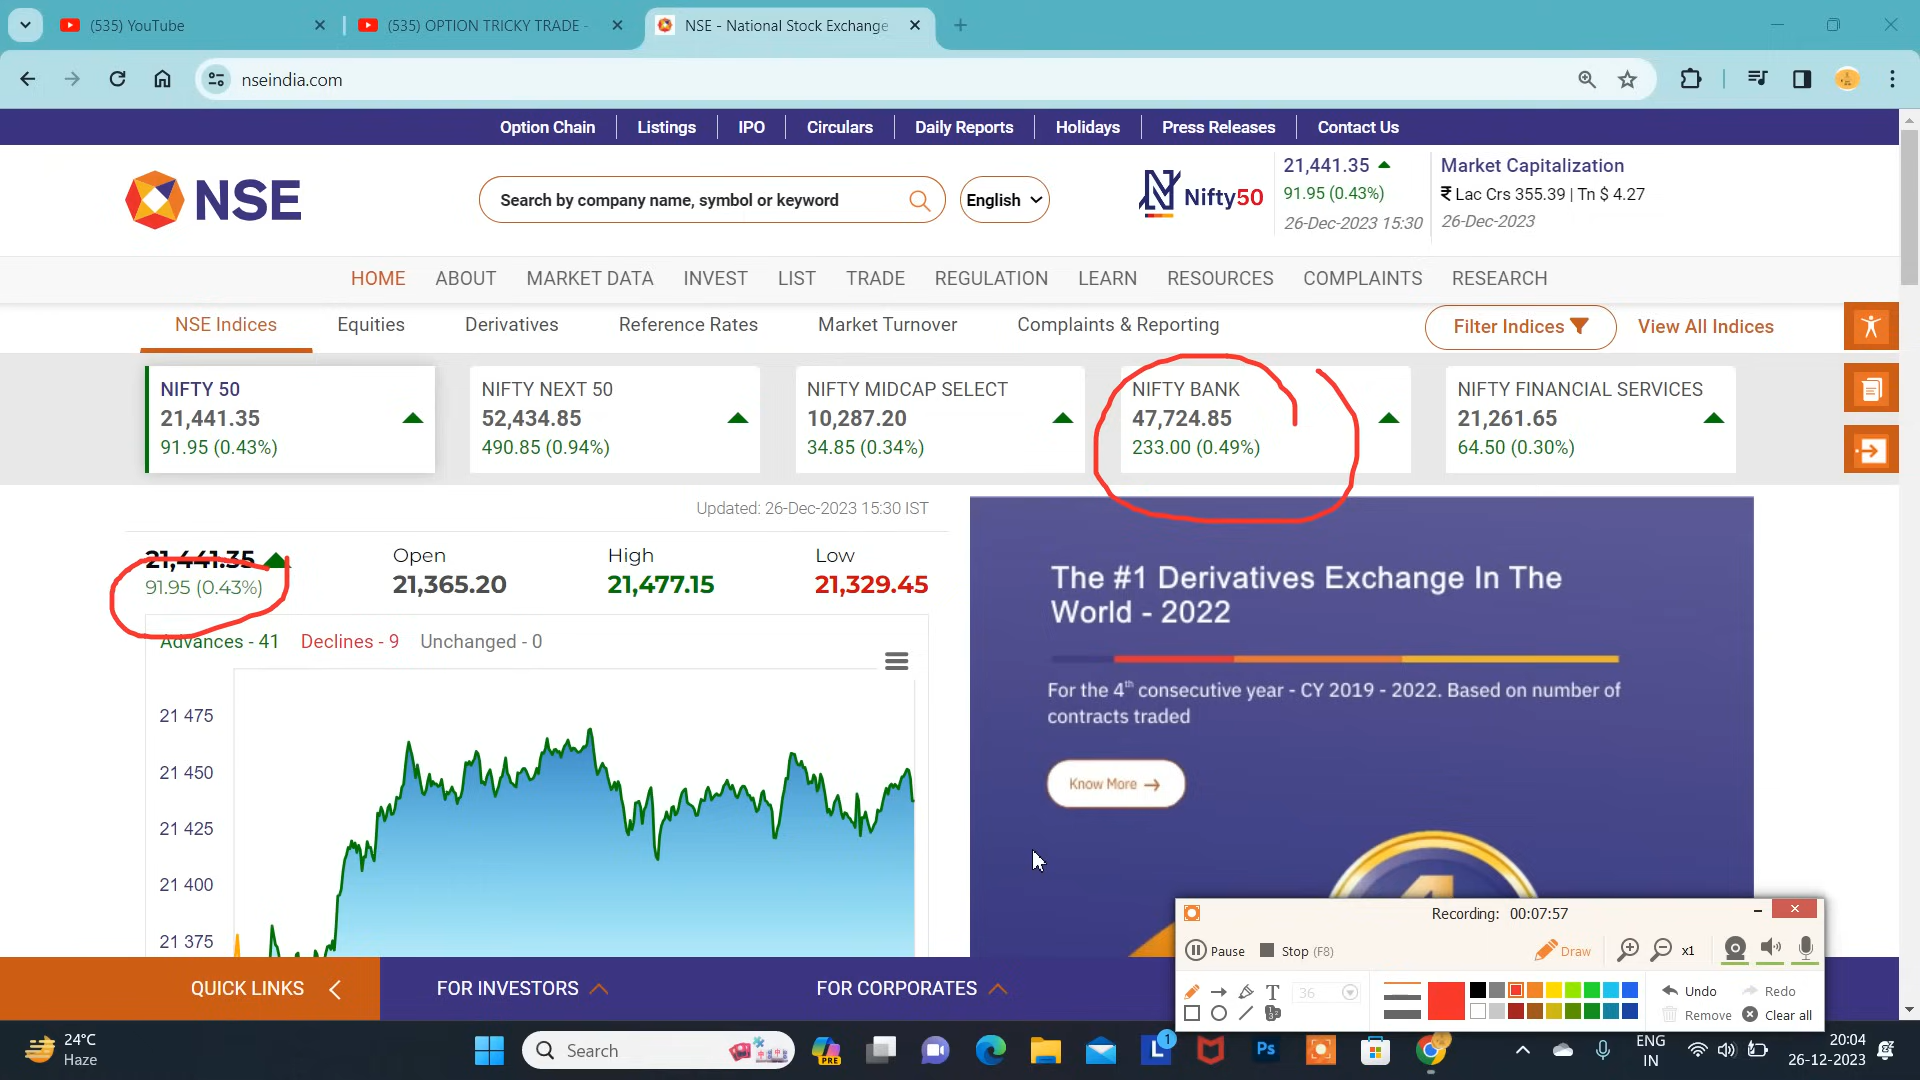 (535) YouTube
(535) OPTION TRICKY TRADE -
NSE - National Stock Exchange
nseindia.com
Option Chain
Listings
IPO
Circulars
Daily Reports
Holidays
Press Releases
Contact Us
NSE
Search by company name, symbol or keyword
English
Nifty50
21,441.35
91.95 (0.43%)
26-Dec-2023 15:30
Market Capitalization
₹ Lac Crs 355.39 | Tn $ 4.27
26-Dec-2023
HOME
ABOUT
MARKET DATA
INVEST
LIST
TRADE
REGULATION
LEARN
RESOURCES
COMPLAINTS
RESEARCH
NSE Indices
Equities
Derivatives
Reference Rates
Market Turnover
Complaints & Reporting
Filter Indices
View All Indices
NIFTY 50
21,441.35
91.95 (0.43%)
NIFTY NEXT 50
52,434.85
490.85 (0.94%)
NIFTY MIDCAP SELECT
10,287.20
34.85 (0.34%)
NIFTY BANK
47,724.85
233.00 (0.49%)
NIFTY FINANCIAL SERVICES
21,261.65
64.50 (0.30%)
Updated: 26-Dec-2023 15:30 IST
21,441.35
91.95 (0.43%)
Open
21,365.20
High
21,477.15
Low
21,329.45
Advances - 41
Declines - 9
Unchanged - 0
21 475
21 450
21 425
21 400
21 375
The #1 Derivatives Exchange In The
World - 2022
For the 4th consecutive year - CY 2019 - 2022. Based on number of
contracts traded
Know More →
4
QUICK LINKS
FOR INVESTORS
FOR CORPORATES
Recording: 00:07:57
Pause
Stop (F8)
Draw
x1
T
36
Undo
Redo
Remove
Clear all
24°C
Haze
Search
PRE
L
1
Ps
ENG
IN
20:04
26-12-2023